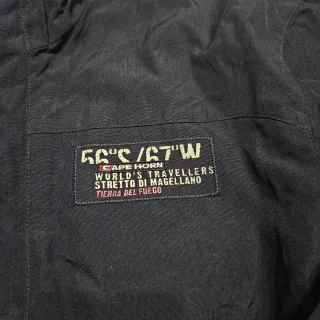 56°S/67°W
CAPE HORN
WORLD'S TRAVELLERS
STRETTO DI MAGELLANO
TIERRA DEL FUEGO